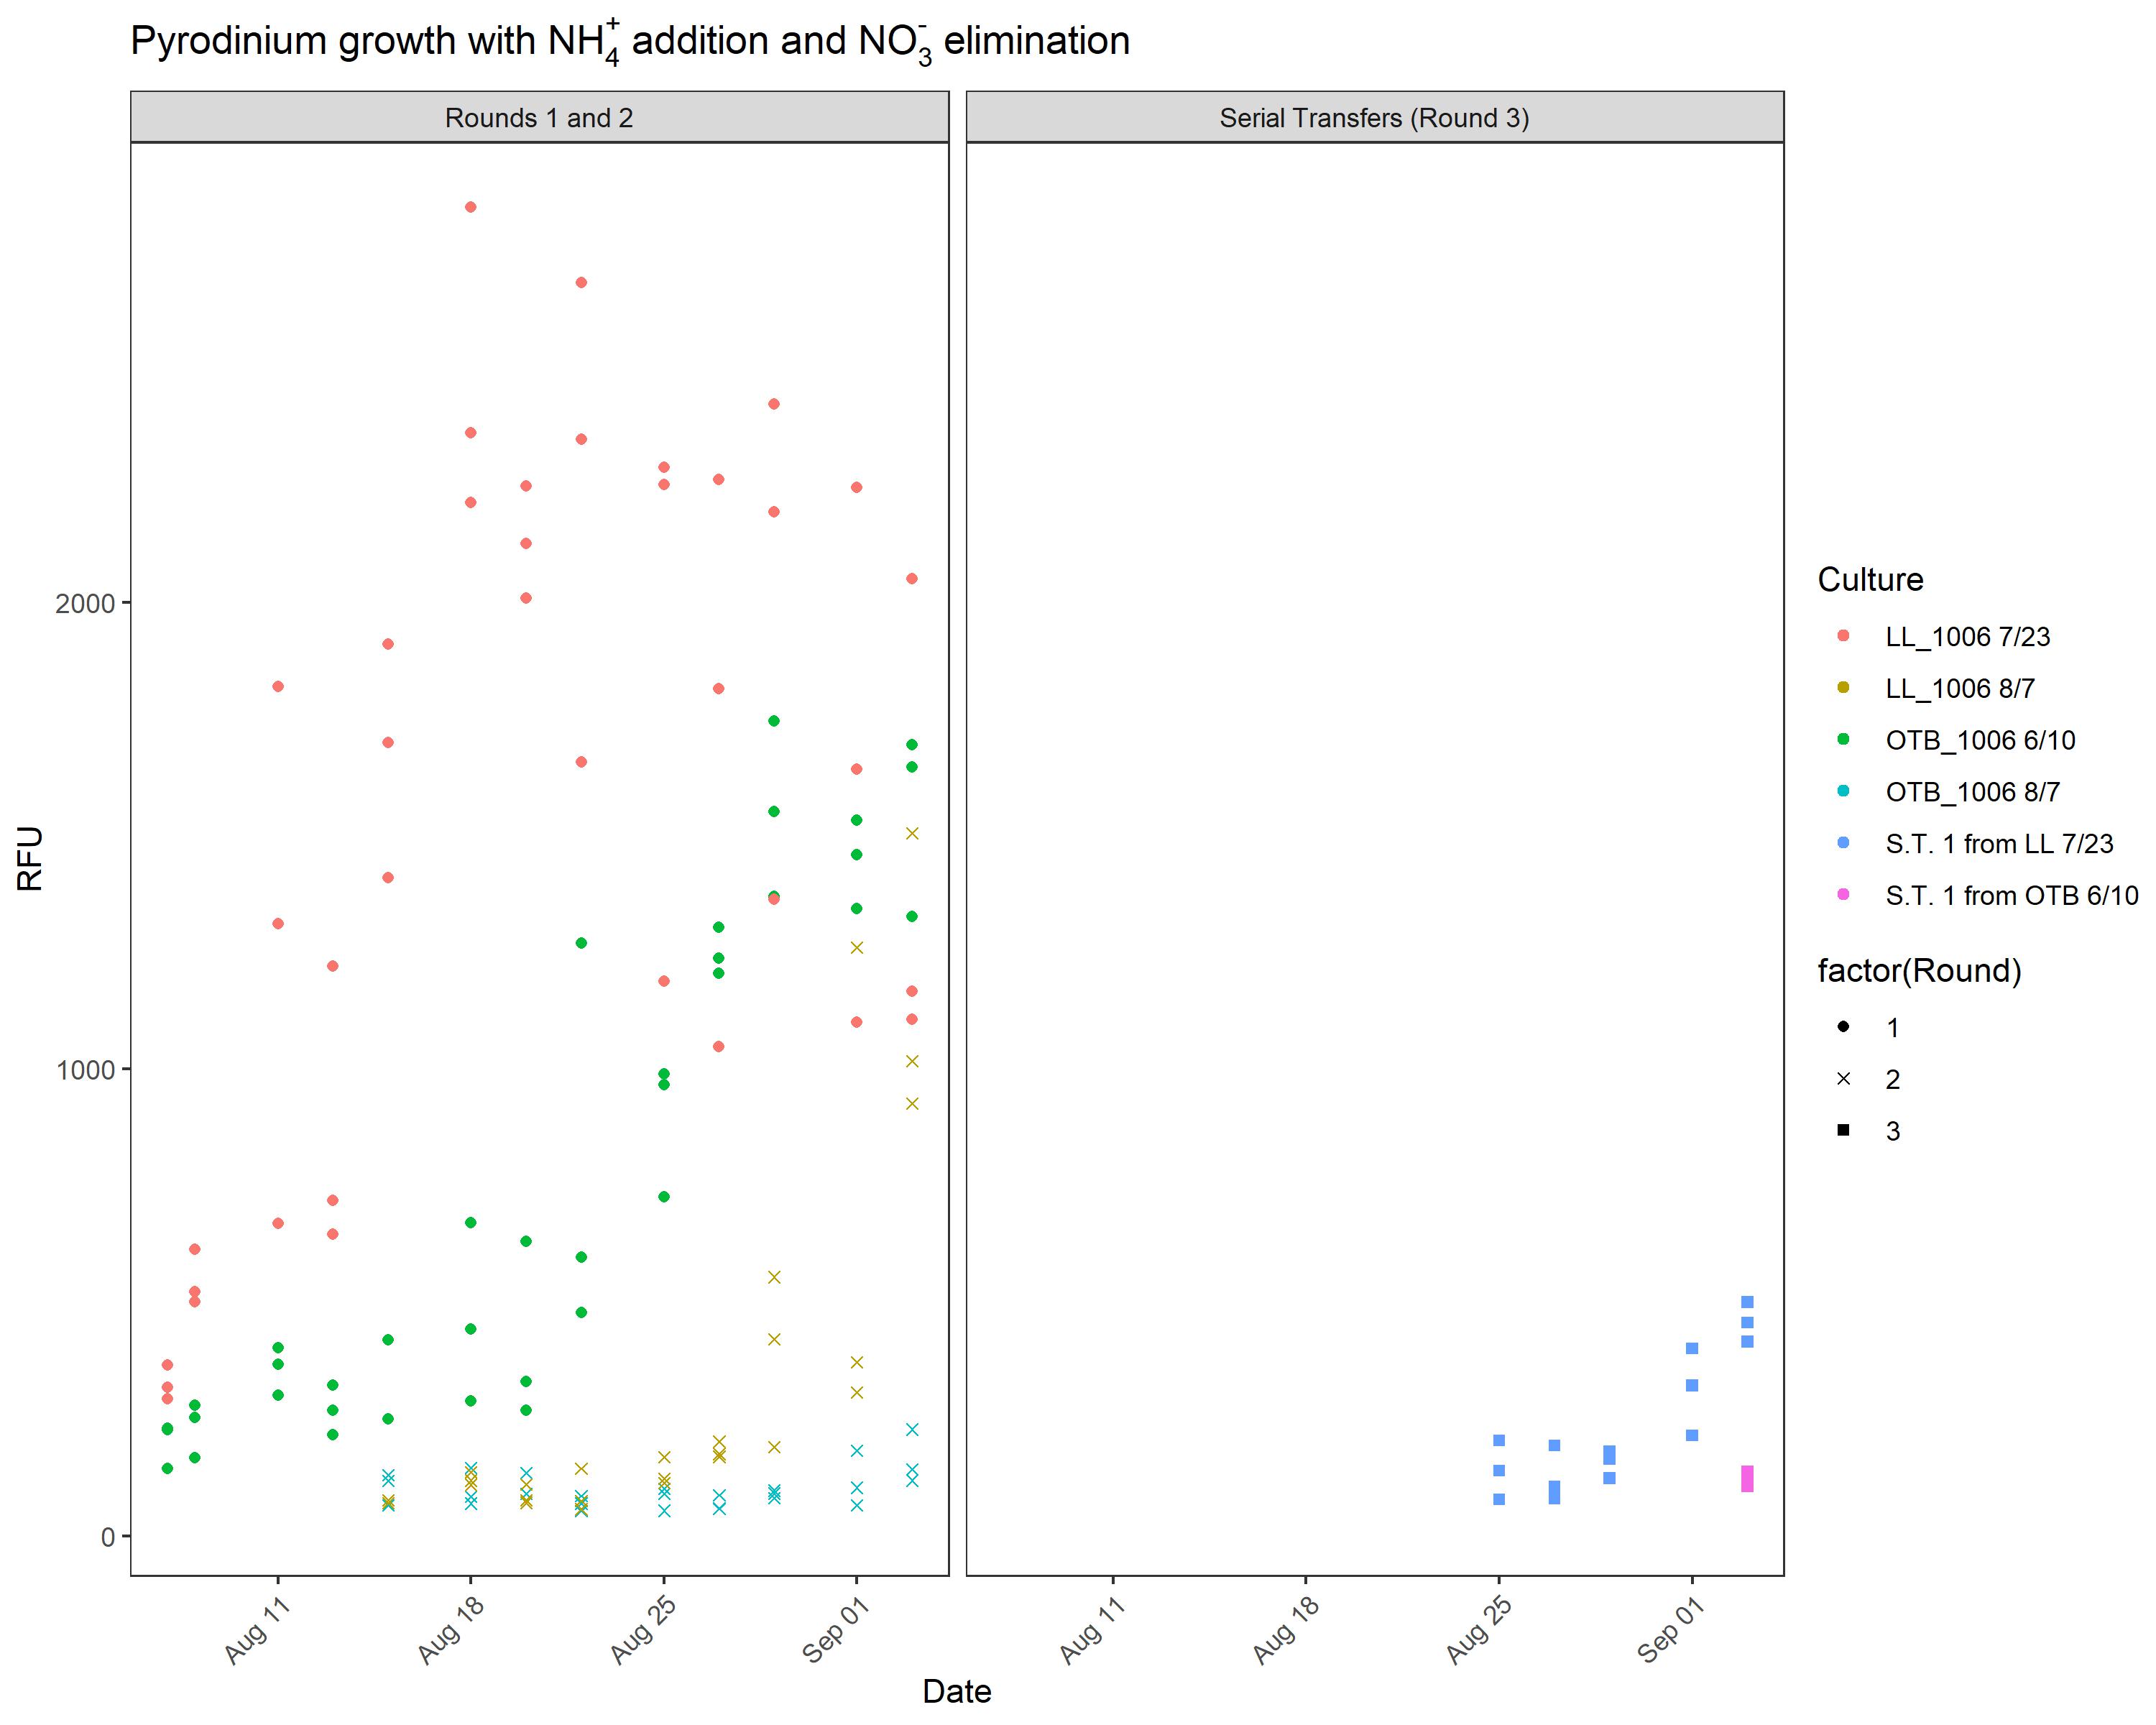 Pyrodinium growth with NH₄⁺ addition and NO₃⁻ elimination
Rounds 1 and 2
Serial Transfers (Round 3)
RFU
2000
1000
0
Aug 11
Aug 18
Aug 25
Sep 01
Aug 11
Aug 18
Aug 25
Sep 01
Date
Culture
LL_1006 7/23
LL_1006 8/7
OTB_1006 6/10
OTB_1006 8/7
S.T. 1 from LL 7/23
S.T. 1 from OTB 6/10
factor(Round)
1
2
3